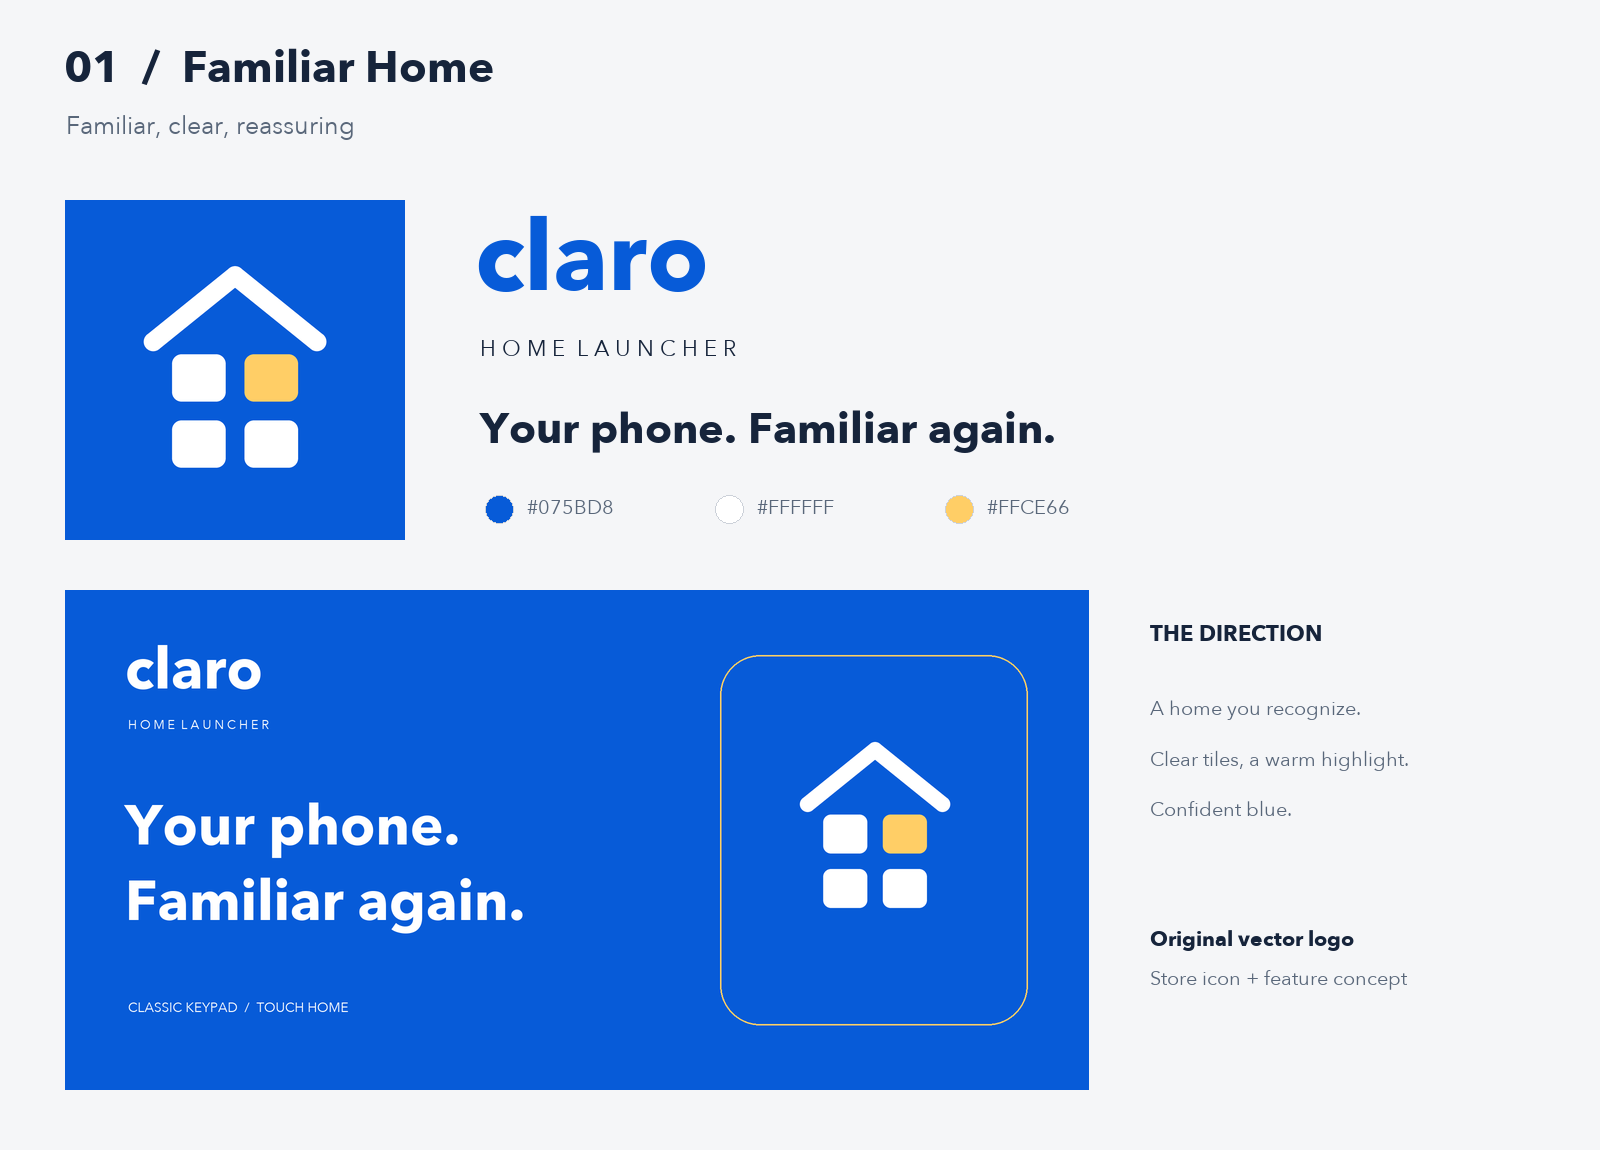 01 / Familiar Home
Familiar, clear, reassuring
claro
HOME LAUNCHER
Your phone. Familiar again.
#075BD8
#FFFFFF
#FFCE66
claro
HOME LAUNCHER
Your phone.
Familiar again.
CLASSIC KEYPAD / TOUCH HOME
THE DIRECTION
A home you recognize.
Clear tiles, a warm highlight.
Confident blue.
Original vector logo
Store icon + feature concept